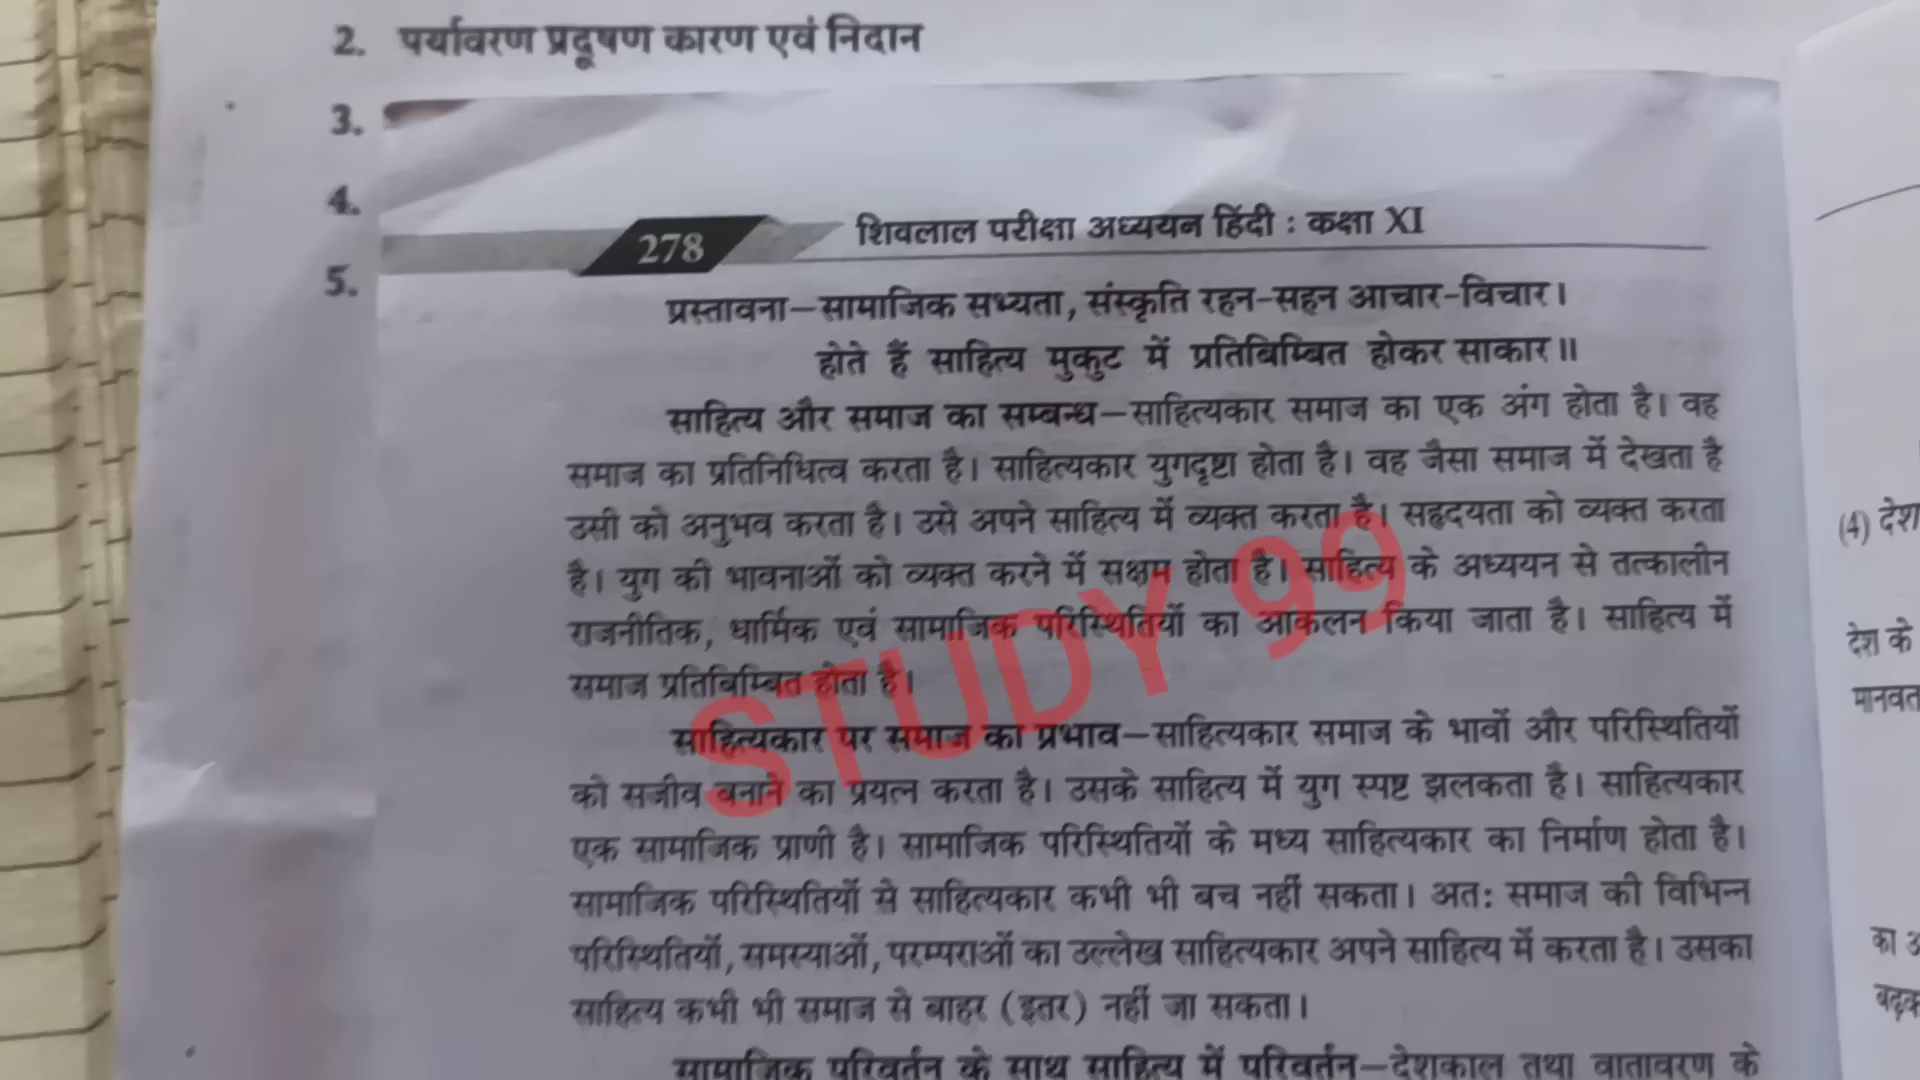 2. पर्यावरण प्रदूषण कारण एवं निदान
3.
4.
5.
278 शिवलाल परीक्षा अध्ययन हिंदी : कक्षा XI
प्रस्तावना–सामाजिक सभ्यता, संस्कृति रहन-सहन आचार-विचार।
होते हैं साहित्य मुकुट में प्रतिबिम्बित होकर साकार॥
साहित्य और समाज का सम्बन्ध–साहित्यकार समाज का एक अंग होता है। वह
समाज का प्रतिनिधित्व करता है। साहित्यकार युगदृष्टा होता है। वह जैसा समाज में देखता है
उसी को अनुभव करता है। उसे अपने साहित्य में व्यक्त करता है। सहृदयता को व्यक्त करता
है। युग की भावनाओं को व्यक्त करने में सक्षम होता है। साहित्य के अध्ययन से तत्कालीन
राजनीतिक, धार्मिक एवं सामाजिक परिस्थितियों का आकलन किया जाता है। साहित्य में
समाज प्रतिबिम्बित होता है।
साहित्यकार पर समाज का प्रभाव–साहित्यकार समाज के भावों और परिस्थितियों
को सजीव बनाने का प्रयत्न करता है। उसके साहित्य में युग स्पष्ट झलकता है। साहित्यकार
एक सामाजिक प्राणी है। सामाजिक परिस्थितियों के मध्य साहित्यकार का निर्माण होता है।
सामाजिक परिस्थितियों से साहित्यकार कभी भी बच नहीं सकता। अतः समाज की विभिन्न
परिस्थितियों, समस्याओं, परम्पराओं का उल्लेख साहित्यकार अपने साहित्य में करता है। उसका
साहित्य कभी भी समाज से बाहर (इतर) नहीं जा सकता।
सामाजिक परिवर्तन के साथ साहित्य में परिवर्तन–देशकाल तथा वातावरण के
STUDY 99
(4) देश
देश के
का